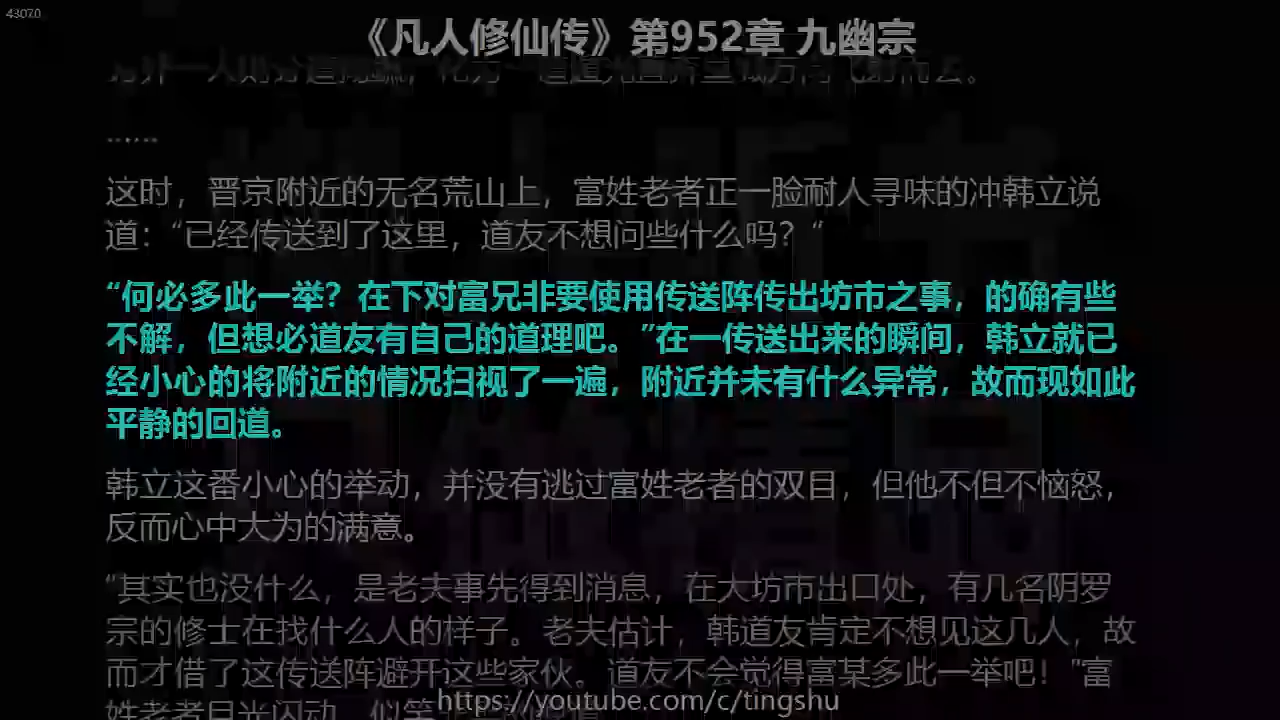 43070
《凡人修仙传》第952章 九幽宗
……
这时，晋京附近的无名荒山上，富姓老者正一脸耐人寻味的冲韩立说
道：“已经传送到了这里，道友不想问些什么吗？“
“何必多此一举？在下对富兄非要使用传送阵传出坊市之事，的确有些
不解，但想必道友有自己的道理吧。”在一传送出来的瞬间，韩立就已
经小心的将附近的情况扫视了一遍，附近并未有什么异常，故而现如此
平静的回道。
韩立这番小心的举动，并没有逃过富姓老者的双目，但他不但不恼怒，
反而心中大为的满意。
“其实也没什么，是老夫事先得到消息，在大坊市出口处，有几名阴罗
宗的修士在找什么人的样子。老夫估计，韩道友肯定不想见这几人，故
而才借了这传送阵避开这些家伙。道友不会觉得富某多此一举吧！”富
姓老者目光闪动，似笑
https://youtube.com/c/tingshu